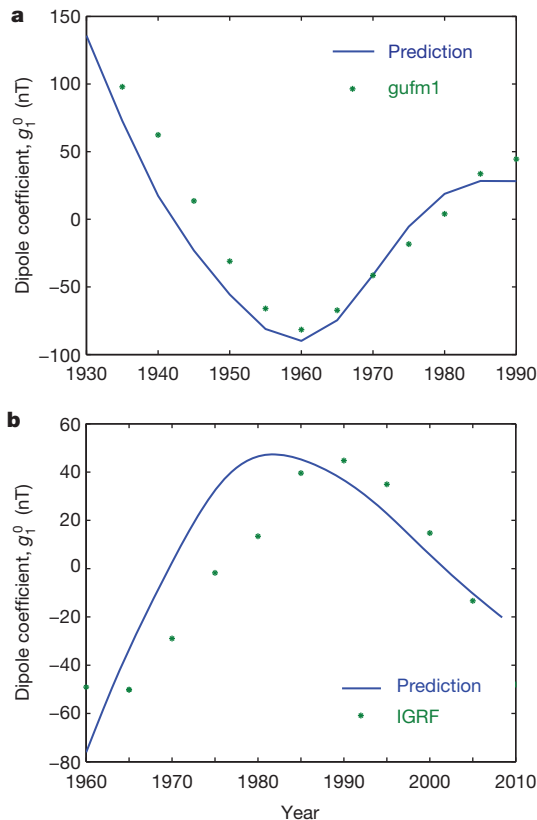 a
150
100
50
0
−50
−100
Dipole coefficient, g₁⁰ (nT)
Prediction
gufm1
1930 1940 1950 1960 1970 1980 1990
b
60
40
20
0
−20
−40
−60
−80
Dipole coefficient, g₁⁰ (nT)
Prediction
IGRF
1960 1970 1980 1990 2000 2010
Year